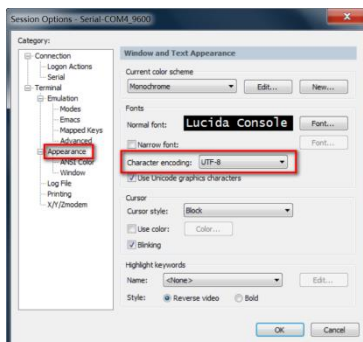 Session Options - Serial-COM4_9600
Category:
Connection
Logon Actions
Serial
Terminal
Emulation
Modes
Emacs
Mapped Keys
Advanced
Appearance
ANSI Color
Window
Log File
Printing
X/Y/Zmodem
Window and Text Appearance
Current color scheme
Monochrome
Edit...
New...
Fonts
Normal font:
Lucida Console
Font...
Narrow font:
Font...
Character encoding:
UTF-8
Use Unicode graphics characters
Cursor
Cursor style:
Block
Use color:
Color...
Blinking
Highlight keywords
Name:
<None>
Edit...
Style:
Reverse video
Bold
OK
Cancel